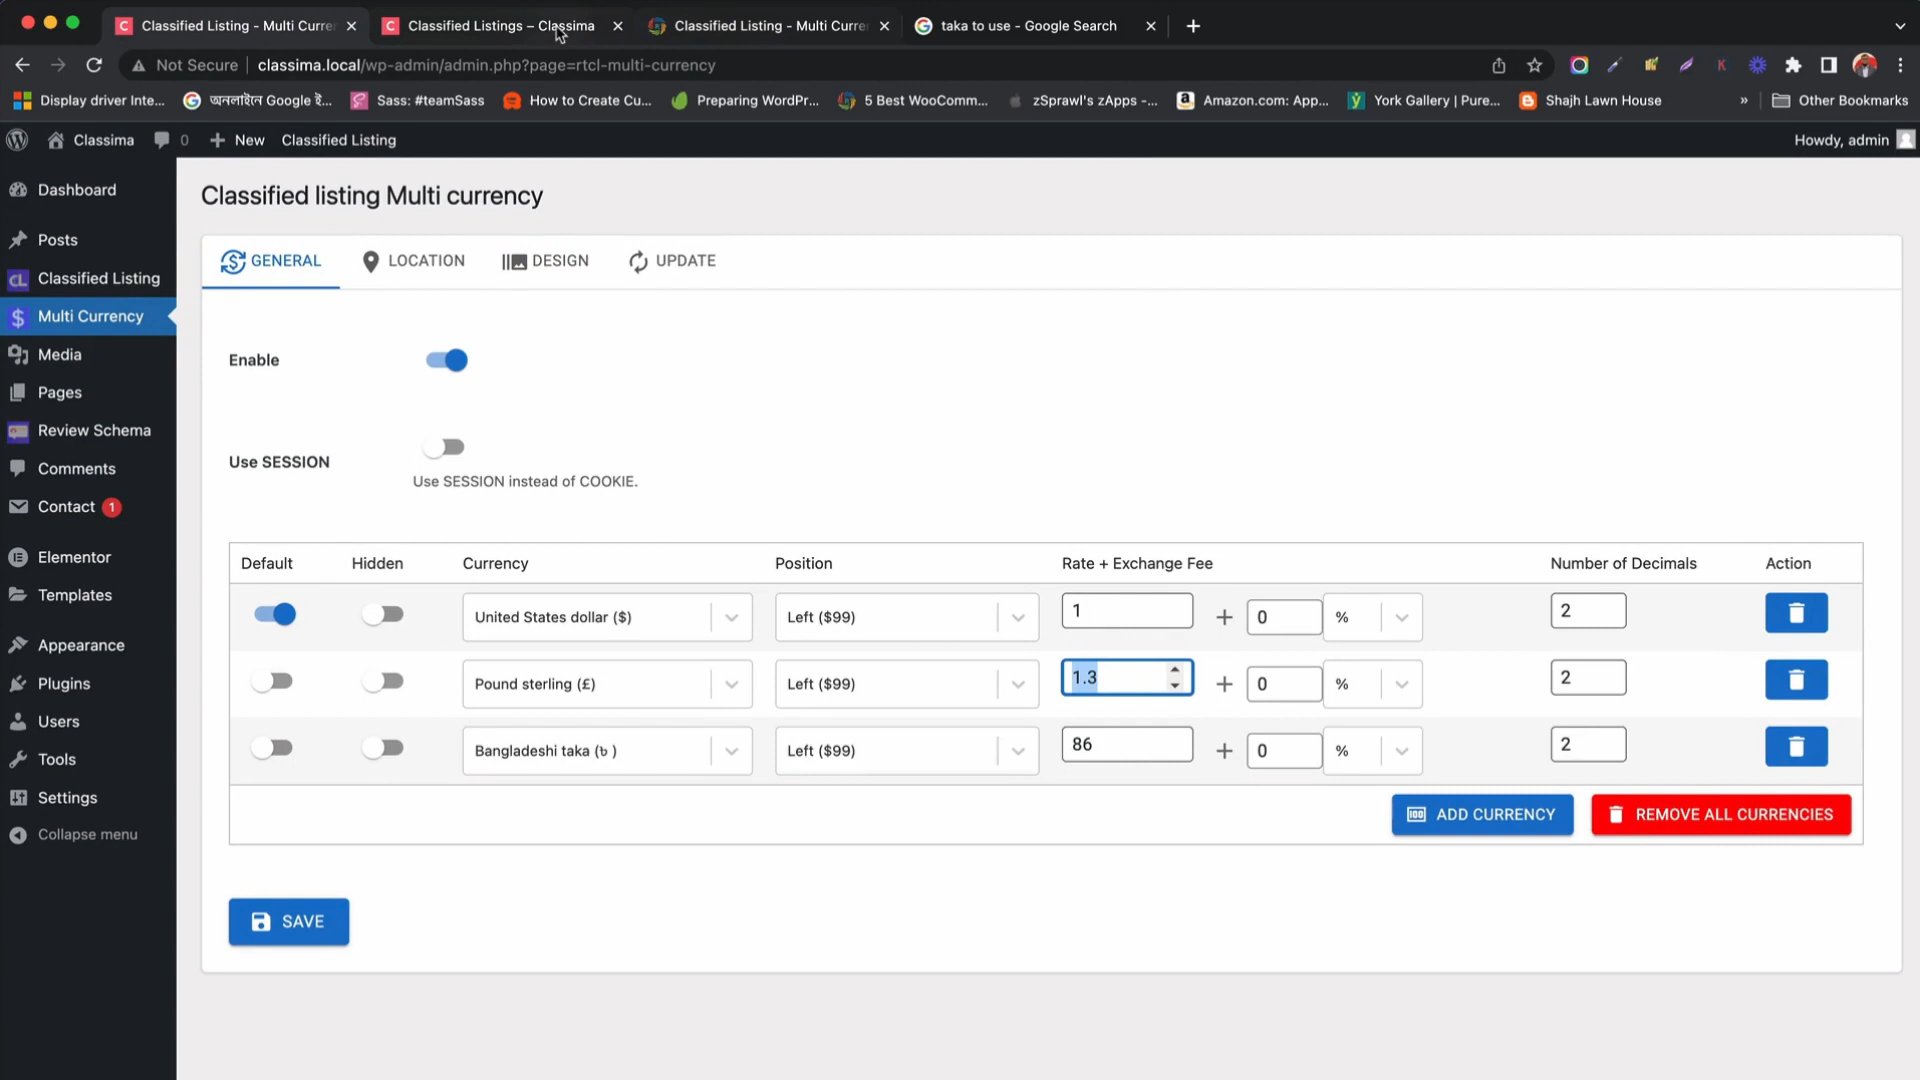 Classified Listing - Multi Curre
Classified Listings – Classima
Classified Listing - Multi Curre
taka to use - Google Search
Not Secure
classima.local/wp-admin/admin.php?page=rtcl-multi-currency
Display driver Inte...
অনলাইনে Google ই...
Sass: #teamSass
How to Create Cu...
Preparing WordPr...
5 Best WooComm...
zSprawl's zApps -...
Amazon.com: App...
York Gallery | Pure...
Shajh Lawn House
»
Other Bookmarks
Classima
0
New
Classified Listing
Howdy, admin
Dashboard
Posts
Classified Listing
Multi Currency
Media
Pages
Review Schema
Comments
Contact 1
Elementor
Templates
Appearance
Plugins
Users
Tools
Settings
Collapse menu
Classified listing Multi currency
GENERAL
LOCATION
DESIGN
UPDATE
Enable
Use SESSION
Use SESSION instead of COOKIE.
Default Hidden Currency Position Rate + Exchange Fee Number of Decimals Action
United States dollar ($) Left ($99) 1 + 0 % 2
Pound sterling (£) Left ($99) 1.3 + 0 % 2
Bangladeshi taka (৳ ) Left ($99) 86 + 0 % 2
ADD CURRENCY
REMOVE ALL CURRENCIES
SAVE